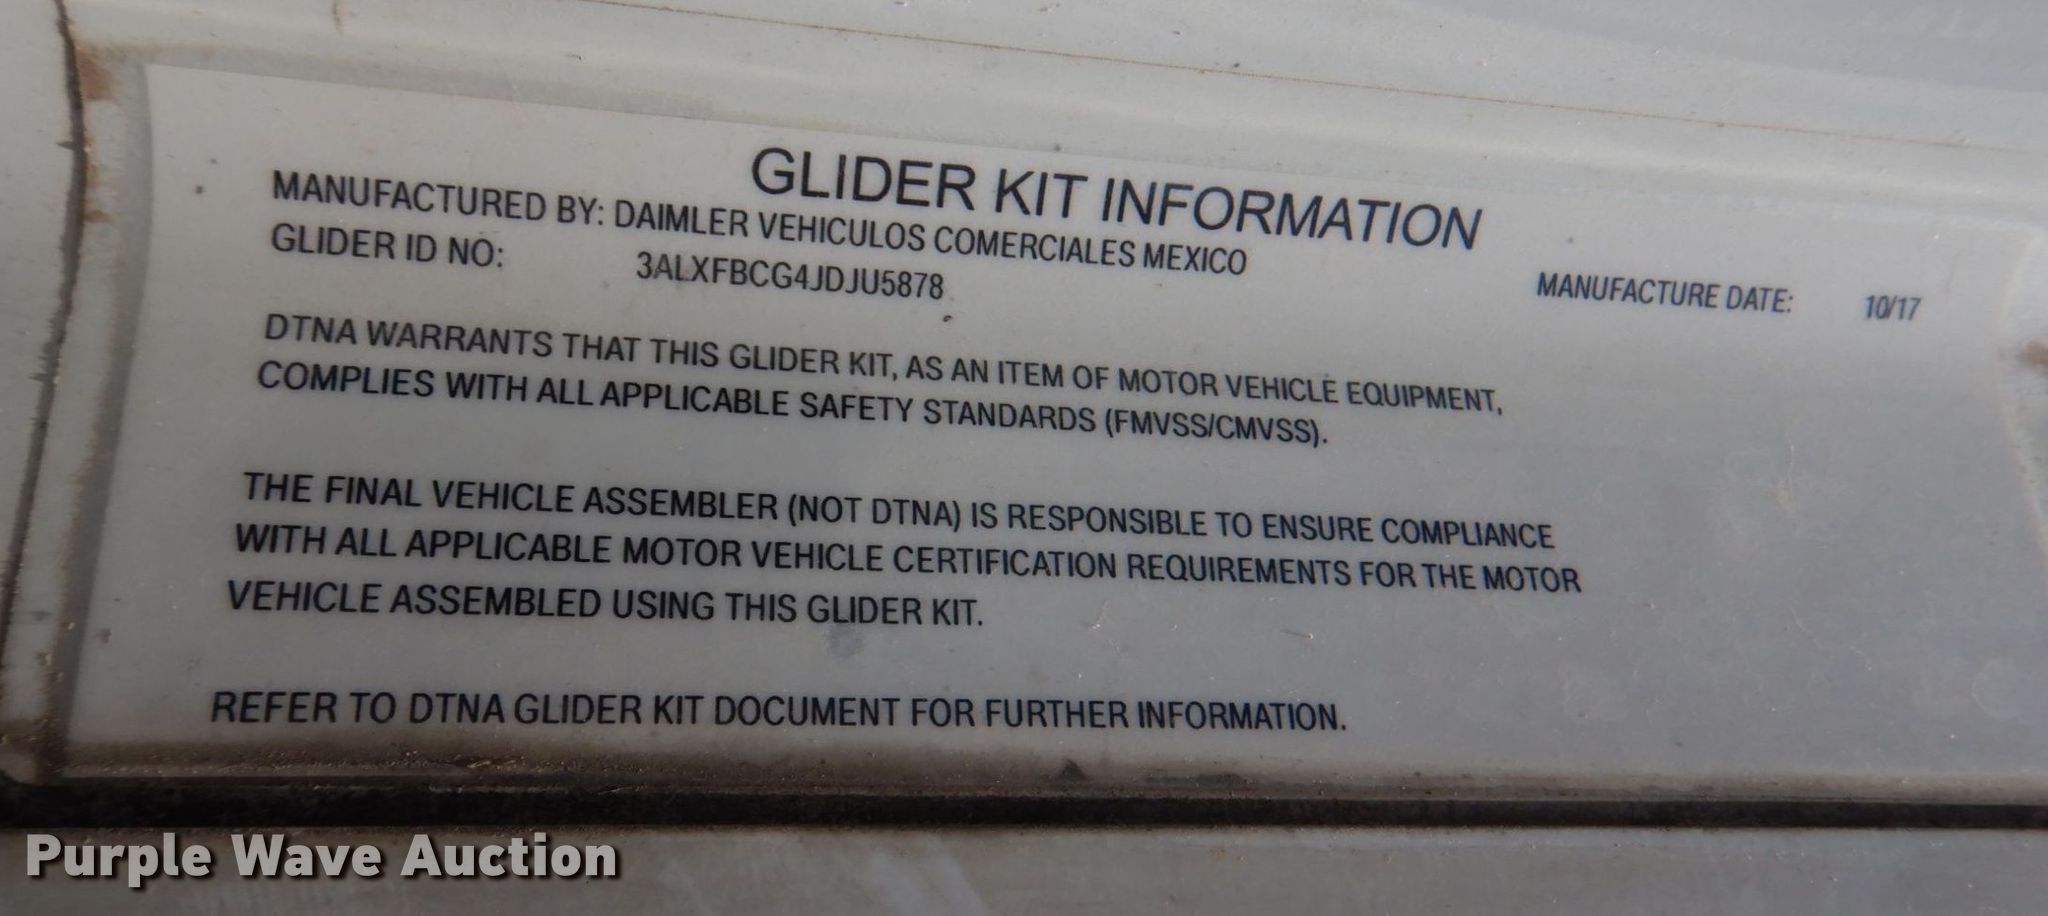 GLIDER KIT INFORMATION
MANUFACTURED BY: DAIMLER VEHICULOS COMERCIALES MEXICO
GLIDER ID NO: 3ALXFBCG4JDJU5878
MANUFACTURE DATE: 10/17
DTNA WARRANTS THAT THIS GLIDER KIT, AS AN ITEM OF MOTOR VEHICLE EQUIPMENT,
COMPLIES WITH ALL APPLICABLE SAFETY STANDARDS (FMVSS/CMVSS).
THE FINAL VEHICLE ASSEMBLER (NOT DTNA) IS RESPONSIBLE TO ENSURE COMPLIANCE
WITH ALL APPLICABLE MOTOR VEHICLE CERTIFICATION REQUIREMENTS FOR THE MOTOR
VEHICLE ASSEMBLED USING THIS GLIDER KIT.
REFER TO DTNA GLIDER KIT DOCUMENT FOR FURTHER INFORMATION.
Purple Wave Auction